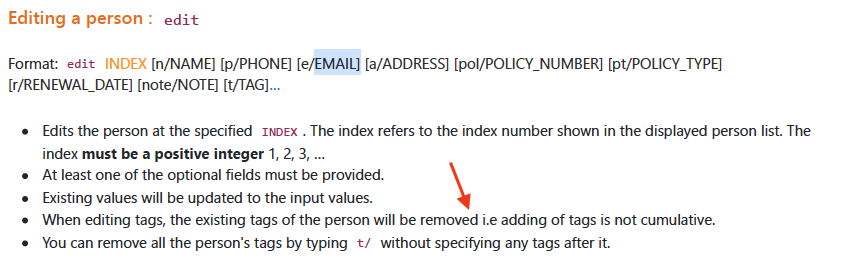 Editing a person : edit
Format: edit INDEX [n/NAME] [p/PHONE] [e/EMAIL] [a/ADDRESS] [pol/POLICY_NUMBER] [pt/POLICY_TYPE]
[r/RENEWAL_DATE] [note/NOTE] [t/TAG]…
• Edits the person at the specified INDEX . The index refers to the index number shown in the displayed person list. The
index must be a positive integer 1, 2, 3, …
• At least one of the optional fields must be provided.
• Existing values will be updated to the input values.
• When editing tags, the existing tags of the person will be removed i.e adding of tags is not cumulative.
• You can remove all the person's tags by typing t/ without specifying any tags after it.